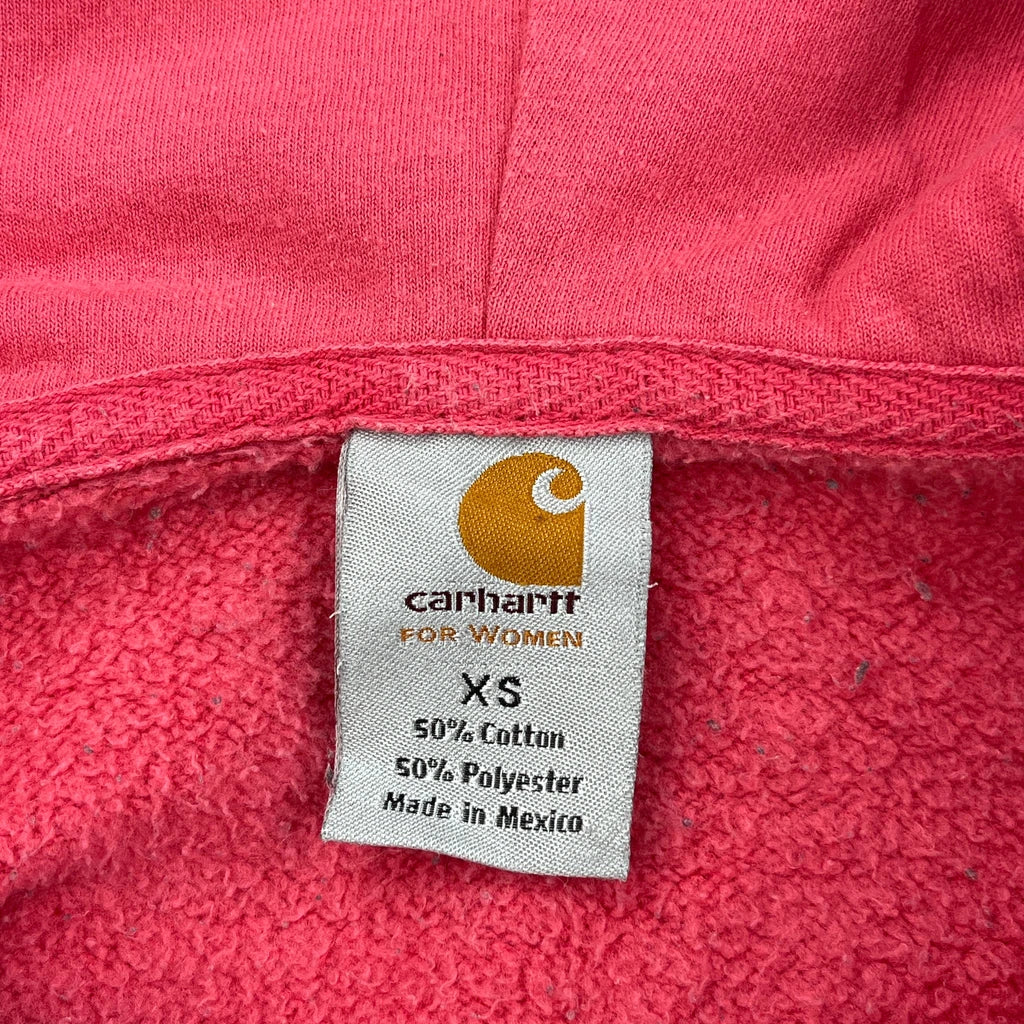 carhartt
FOR WOMEN
XS
50% Cotton
50% Polyester
Made in Mexico